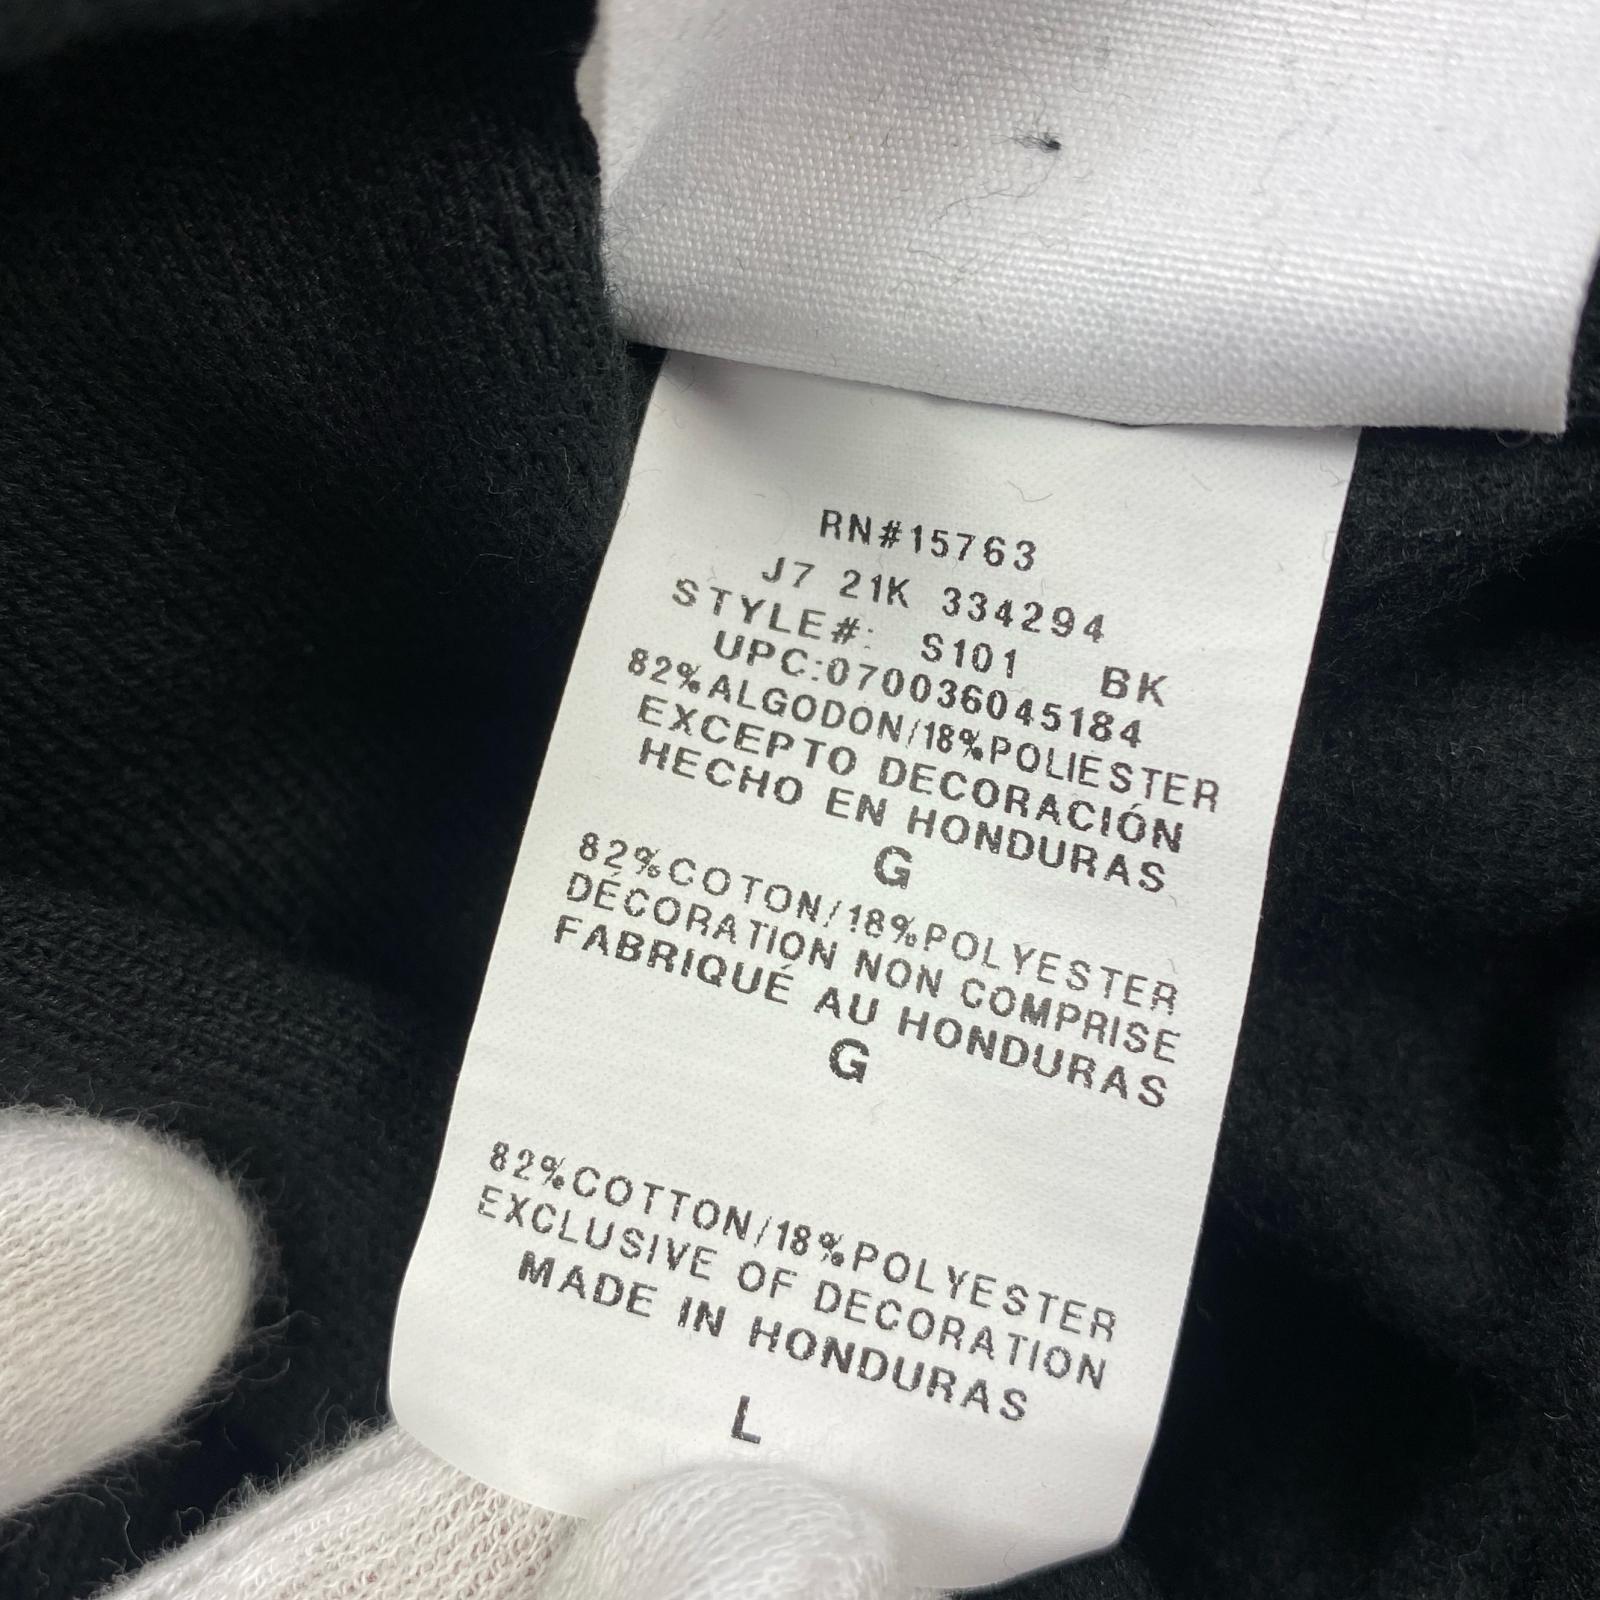 RN#15763
J7 21K 334294
STYLE#: S101 BK
UPC:070036045184
82%ALGODON/18%POLIESTER
EXCEPTO DECORACIÓN
HECHO EN HONDURAS
G
82%COTON/18%POLYESTER
DÉCORATION NON COMPRISE
FABRIQUÉ AU HONDURAS
G
82%COTTON/18%POLYESTER
EXCLUSIVE OF DECORATION
MADE IN HONDURAS
L